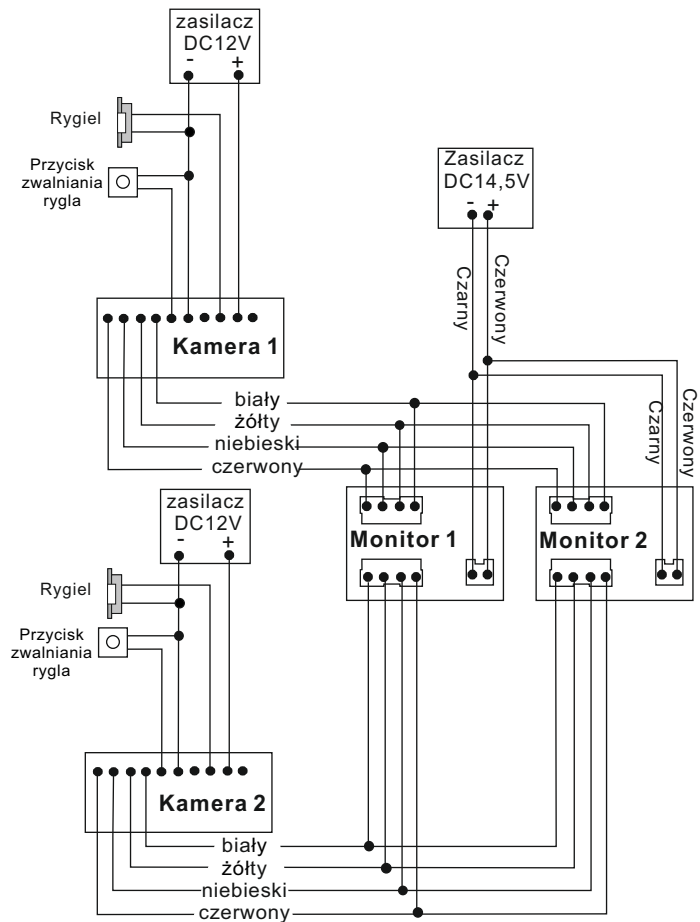 zasilacz
DC12V
- +
Rygiel
Przycisk
zwalniania
rygla
Zasilacz
DC14,5V
- +
Czarny
Czerwony
Kamera 1
biały
żółty
niebieski
czerwony
Czarny
Czerwony
Monitor 1
Monitor 2
zasilacz
DC12V
- +
Rygiel
Przycisk
zwalniania
rygla
Kamera 2
biały
żółty
niebieski
czerwony